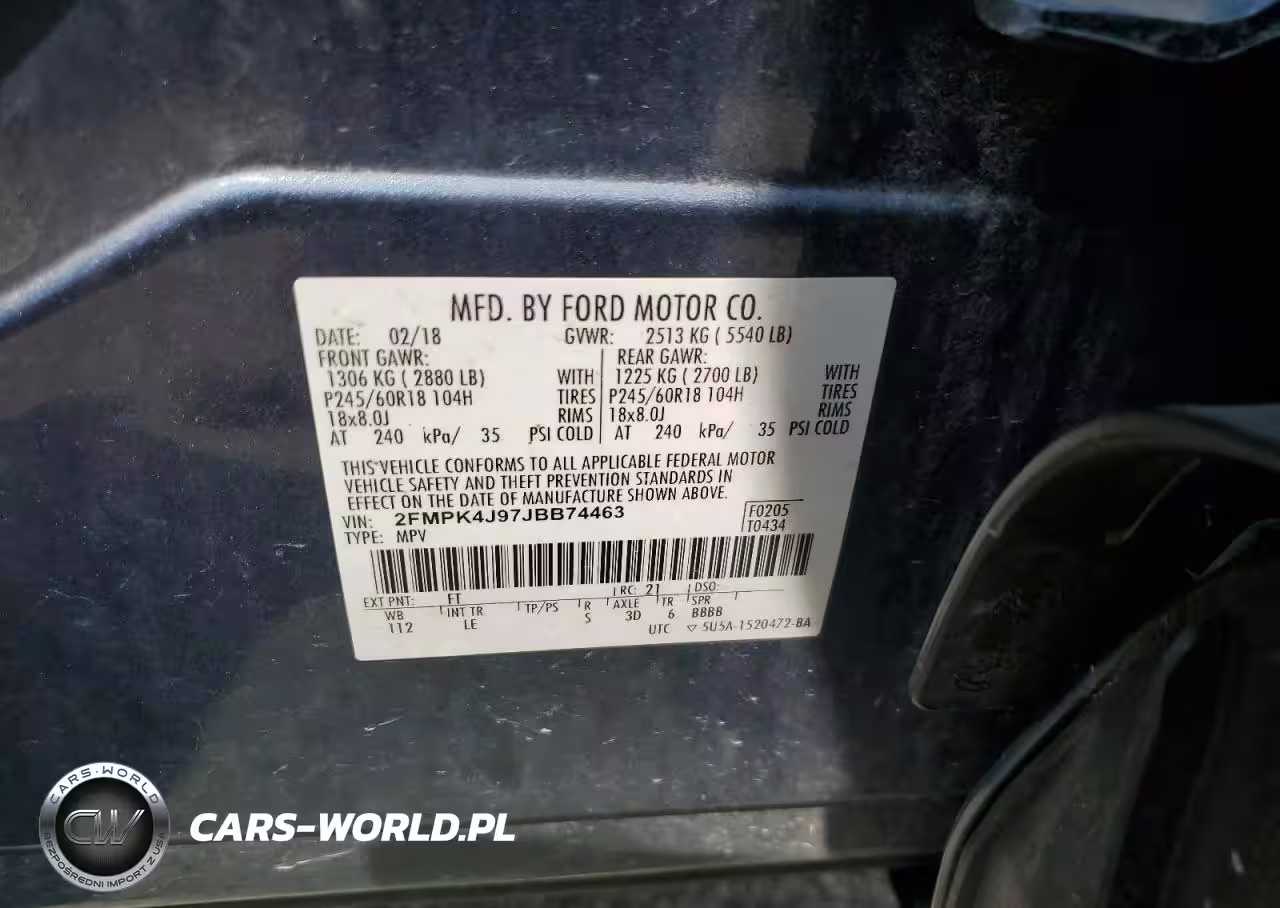 MFD. BY FORD MOTOR CO.
DATE: 02/18 GVWR: 2513 KG ( 5540 LB)
FRONT GAWR: REAR GAWR:
1306 KG ( 2880 LB) WITH 1225 KG ( 2700 LB) WITH
P245/60R18 104H TIRES P245/60R18 104H TIRES
18x8.0J RIMS 18x8.0J RIMS
AT 240 kPa/ 35 PSI COLD AT 240 kPa/ 35 PSI COLD
THIS VEHICLE CONFORMS TO ALL APPLICABLE FEDERAL MOTOR
VEHICLE SAFETY AND THEFT PREVENTION STANDARDS IN
EFFECT ON THE DATE OF MANUFACTURE SHOWN ABOVE.
VIN: 2FMPK4J97JBB74463 F0205
TYPE: MPV T0434
EXT PNT: FT RC: 21 DSO:
WB INT TR TP/PS R AXLE TR SPR
112 LE S 3D 6 BBBB
UTC ▽ 5U5A-1520472-BA
CARS-WORLD
CW
BEZPOŚREDNI IMPORT Z USA
CARS-WORLD.PL